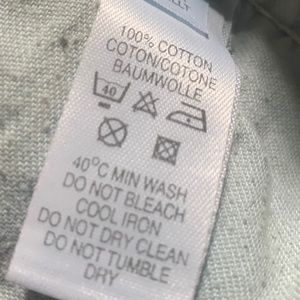 100% COTTON
COTON/COTONE
BAUMWOLLE
40
40°C MIN WASH
DO NOT BLEACH
COOL IRON
DO NOT DRY CLEAN
DO NOT TUMBLE
DRY